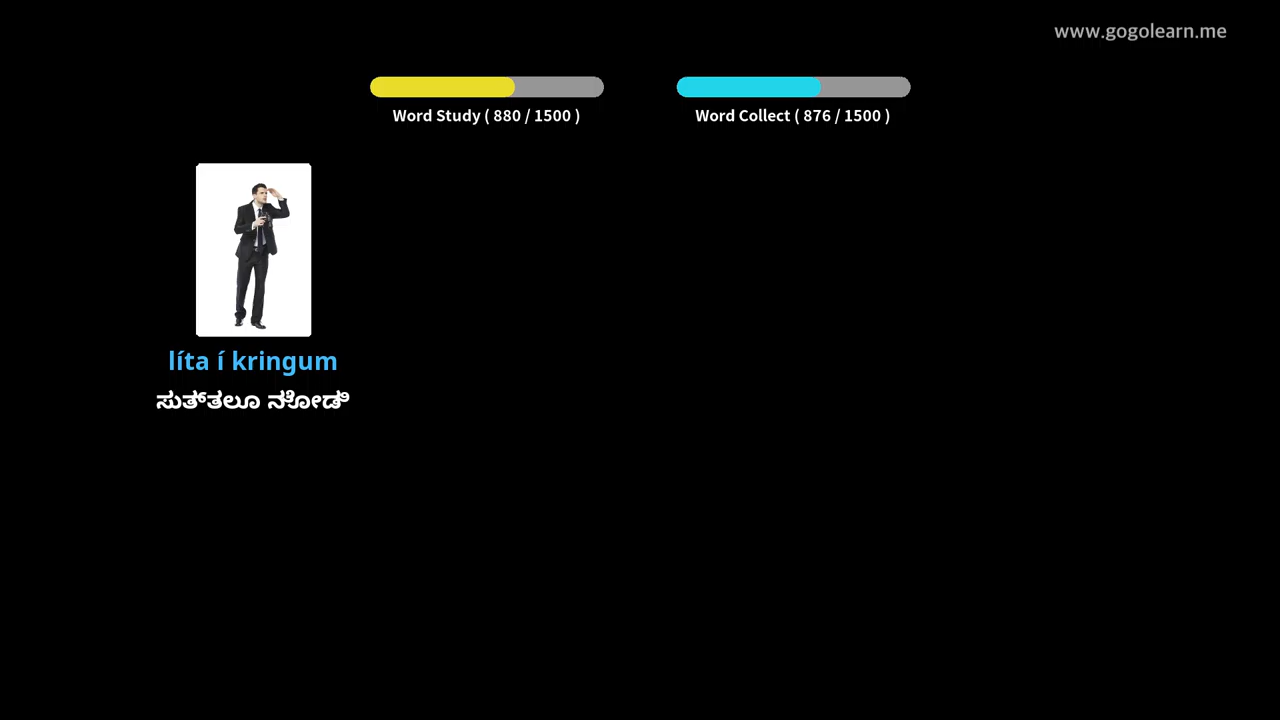 www.gogolearn.me
Word Study ( 880 / 1500 )
Word Collect ( 876 / 1500 )
líta í kringum
ಸುತ್ತಲೂ ನೋಡಿ